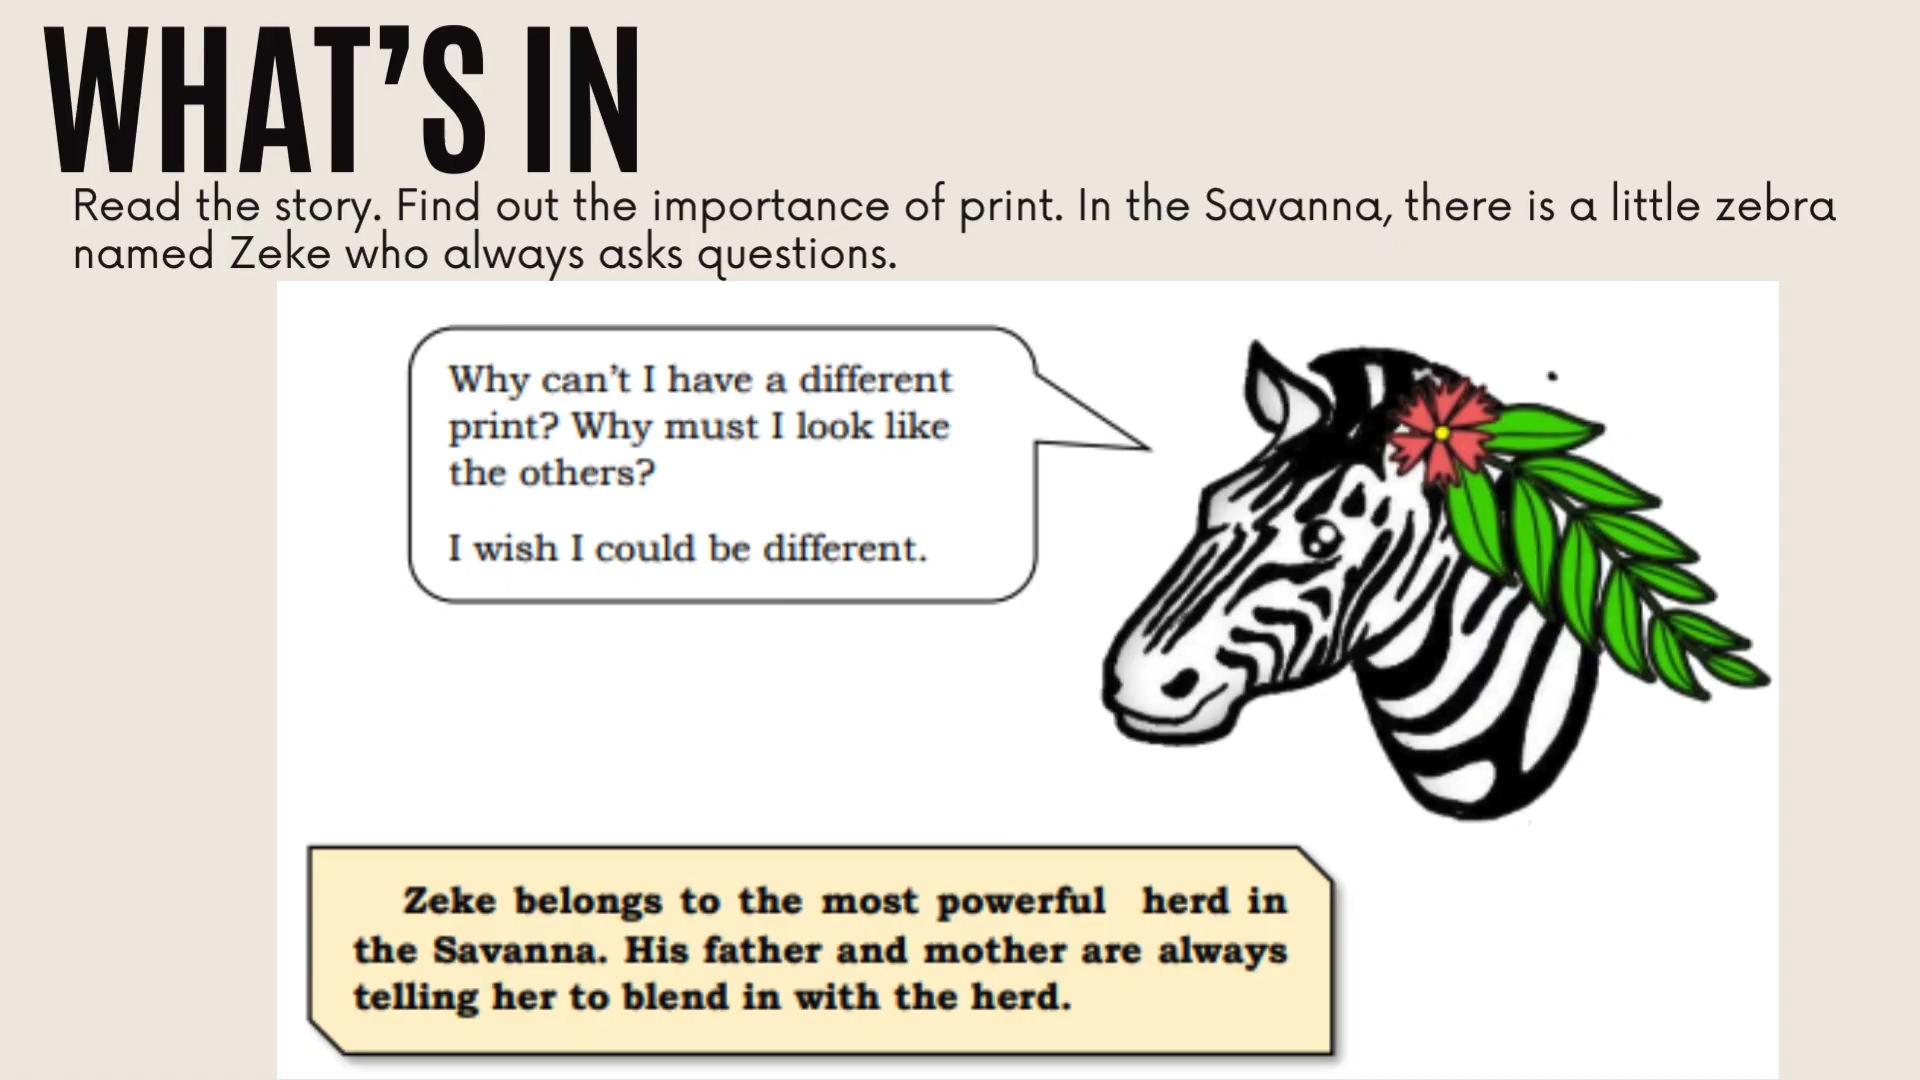 WHAT’S IN
Read the story. Find out the importance of print. In the Savanna, there is a little zebra
named Zeke who always asks questions.
Why can’t I have a different
print? Why must I look like
the others?
I wish I could be different.
Zeke belongs to the most powerful herd in
the Savanna. His father and mother are always
telling her to blend in with the herd.